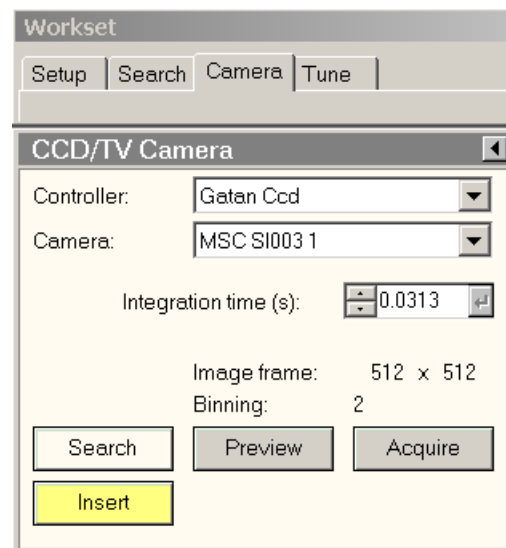 Workset
Setup Search Camera Tune
CCD/TV Camera
Controller: Gatan Ccd
Camera: MSC SI003 1
Integration time (s): 0.0313
Image frame: 512 x 512
Binning: 2
Search Preview Acquire
Insert